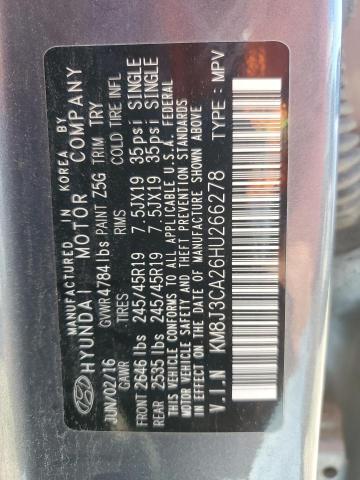 MANUFACTURED IN KOREA BY
HYUNDAI MOTOR COMPANY
JUN/02/16 GVWR 4784 lbs PAINT Z5G TRIM TRY
GAWR TIRES RIMS COLD TIRE INFL
FRONT 2646 lbs 245/45R19 7.5JX19 35psi SINGLE
REAR 2535 lbs 245/45R19 7.5JX19 35psi SINGLE
THIS VEHICLE CONFORMS TO ALL APPLICABLE U.S.A. FEDERAL
MOTOR VEHICLE SAFETY AND THEFT PREVENTION STANDARDS
IN EFFECT ON THE DATE OF MANUFACTURE SHOWN ABOVE
V.I.N : KM8J3CA26HU266278 TYPE : MPV